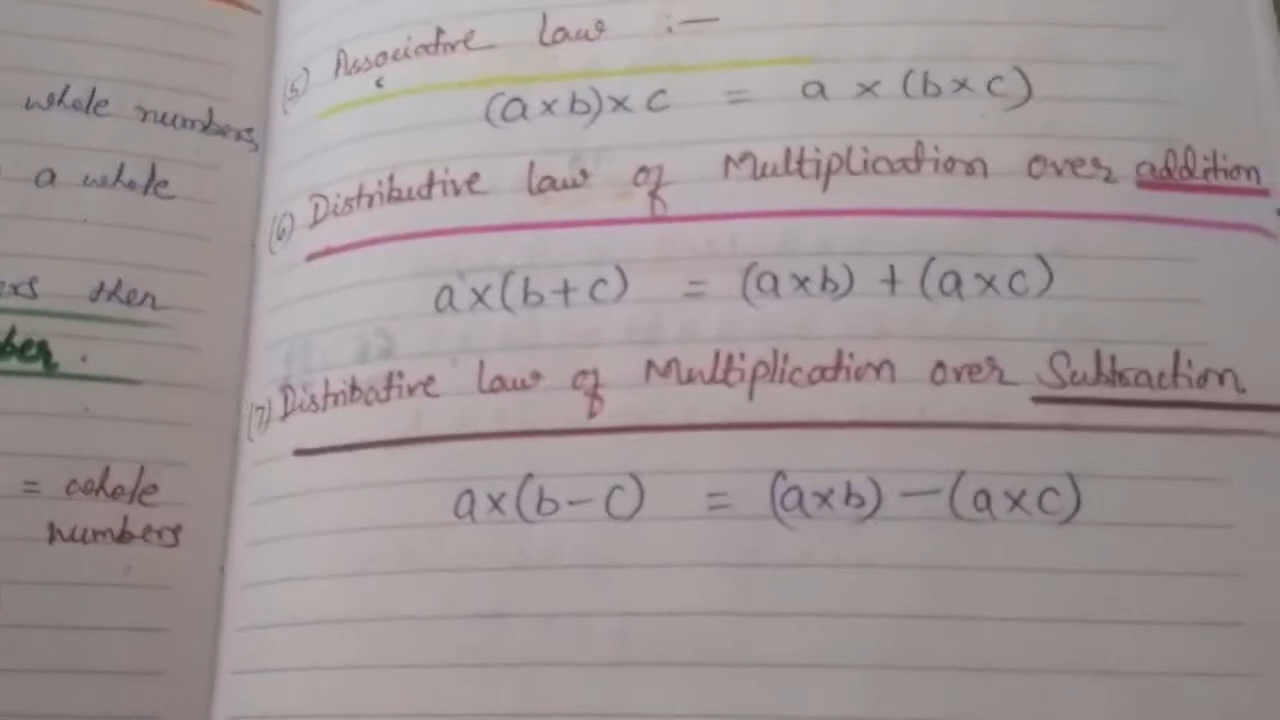 whole numbers,
a whole
then
= whole
numbers
(5) Associative law :-
(a×b)×c = a × (b×c)
(6) Distributive law of Multiplication over addition
a×(b+c) = (a×b) + (a×c)
(7) Distributive law of Multiplication over Subtraction
a×(b-c) = (a×b) - (a×c)